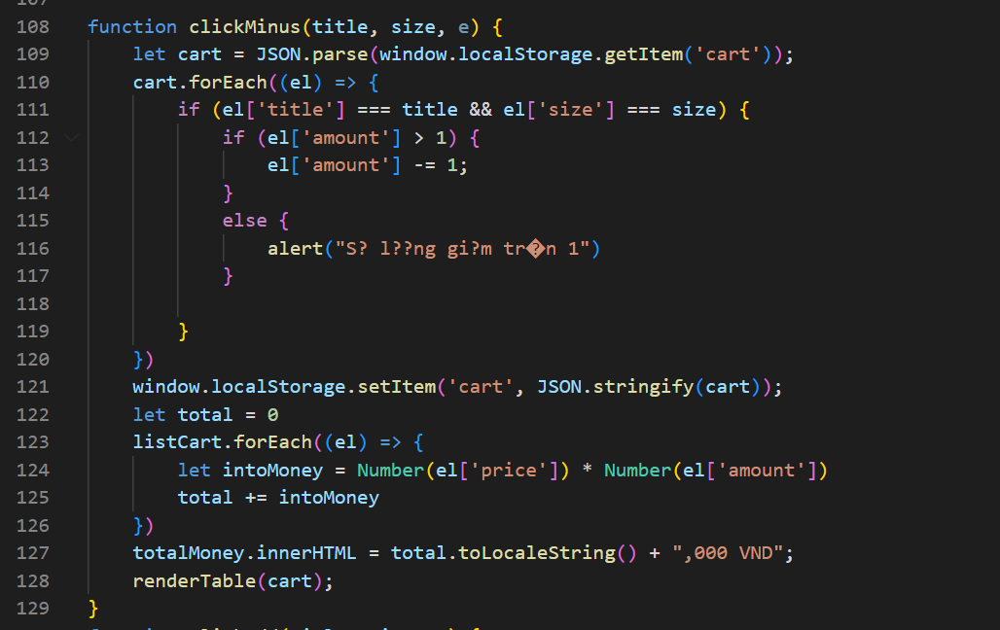 108 function clickMinus(title, size, e) {
109 let cart = JSON.parse(window.localStorage.getItem('cart'));
110 cart.forEach((el) => {
111 if (el['title'] === title && el['size'] === size) {
112 if (el['amount'] > 1) {
113 el['amount'] -= 1;
114 }
115 else {
116 alert("S? l??ng gi?m tr�n 1")
117 }
118
119 }
120 })
121 window.localStorage.setItem('cart', JSON.stringify(cart));
122 let total = 0
123 listCart.forEach((el) => {
124 let intoMoney = Number(el['price']) * Number(el['amount'])
125 total += intoMoney
126 })
127 totalMoney.innerHTML = total.toLocaleString() + ",000 VND";
128 renderTable(cart);
129 }